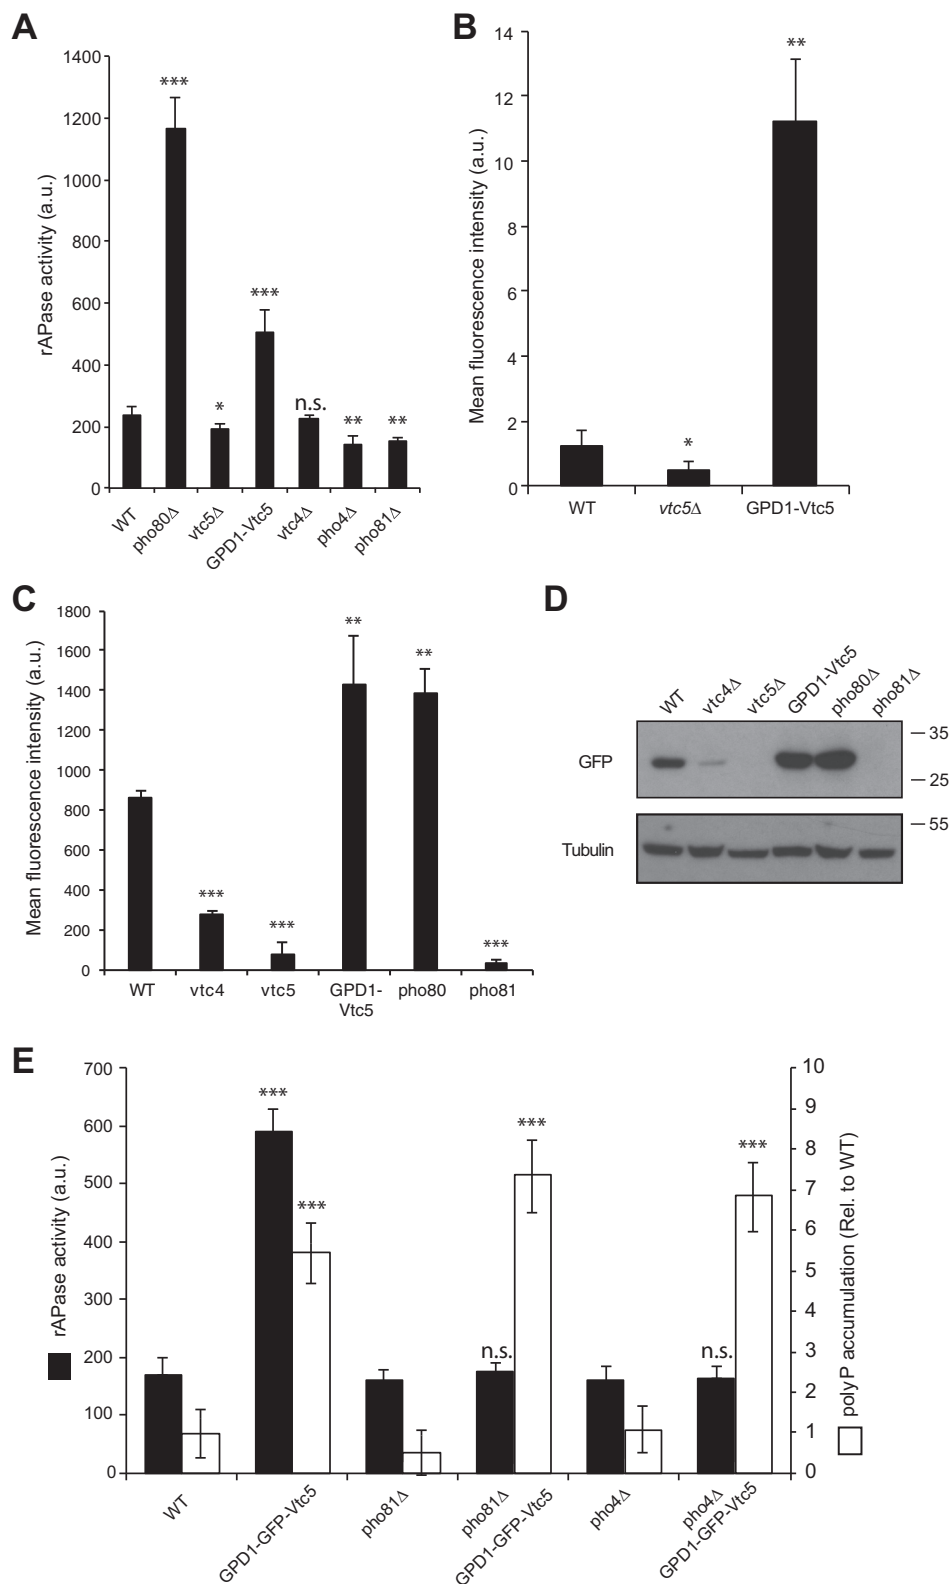 A
rAPase activity (a.u.)
1400
1200
1000
800
600
400
200
0
***
*
***
n.s.
**
**
WT
pho80Δ
vtc5Δ
GPD1-Vtc5
vtc4Δ
pho4Δ
pho81Δ
B
Mean fluorescence intensity (a.u.)
14
12
10
8
6
4
2
0
*
**
WT
vtc5Δ
GPD1-Vtc5
C
Mean fluorescence intensity (a.u.)
1800
1600
1400
1200
1000
800
600
400
200
0
***
***
**
**
***
WT
vtc4
vtc5
GPD1-
Vtc5
pho80
pho81
D
WT
vtc4Δ
vtc5Δ
GPD1-Vtc5
pho80Δ
pho81Δ
GFP
35
25
Tubulin
55
E
rAPase activity (a.u.)
700
600
500
400
300
200
100
0
***
***
n.s.
***
n.s.
***
10
9
8
7
6
5
4
3
2
1
0
polyP accumulation (Rel. to WT)
WT
GPD1-GFP-Vtc5
pho81Δ
pho81Δ
GPD1-GFP-Vtc5
pho4Δ
pho4Δ
GPD1-GFP-Vtc5